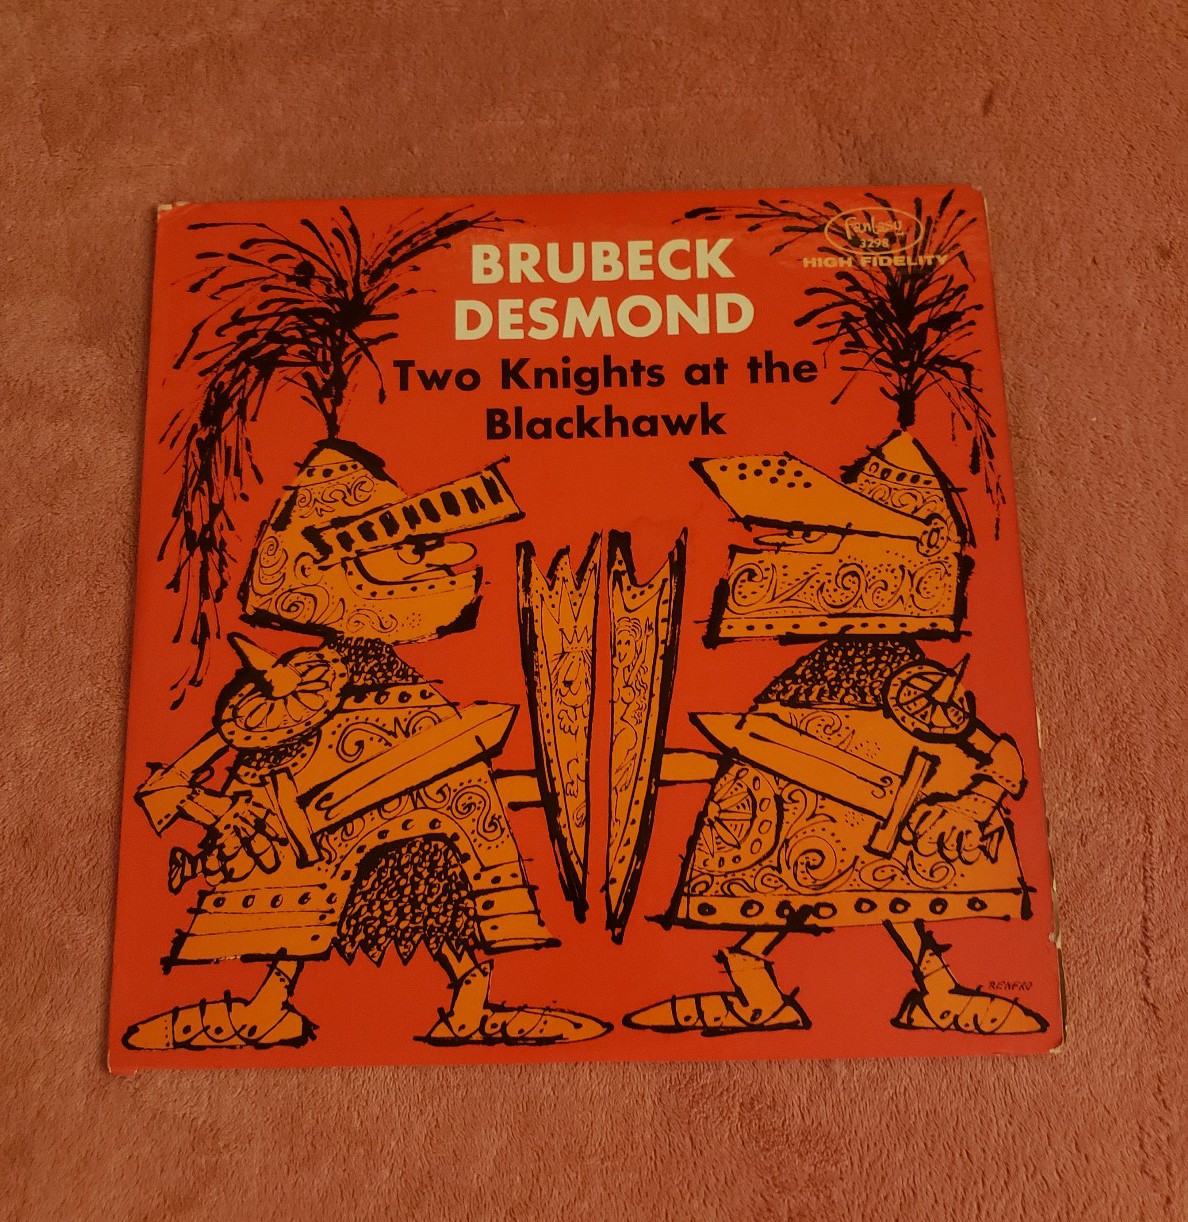 Fantasy
3298
HIGH FIDELITY
BRUBECK
DESMOND
Two Knights at the
Blackhawk
RENFRO